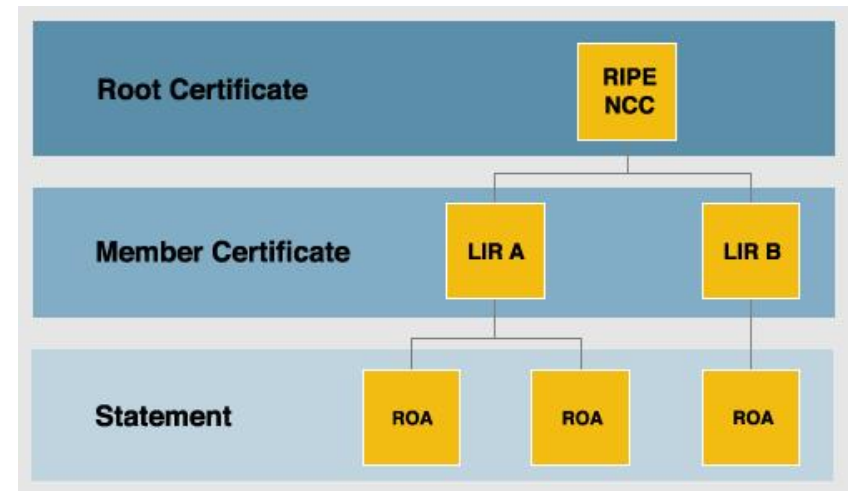 Root Certificate
RIPE
NCC
Member Certificate
LIR A
LIR B
Statement
ROA
ROA
ROA